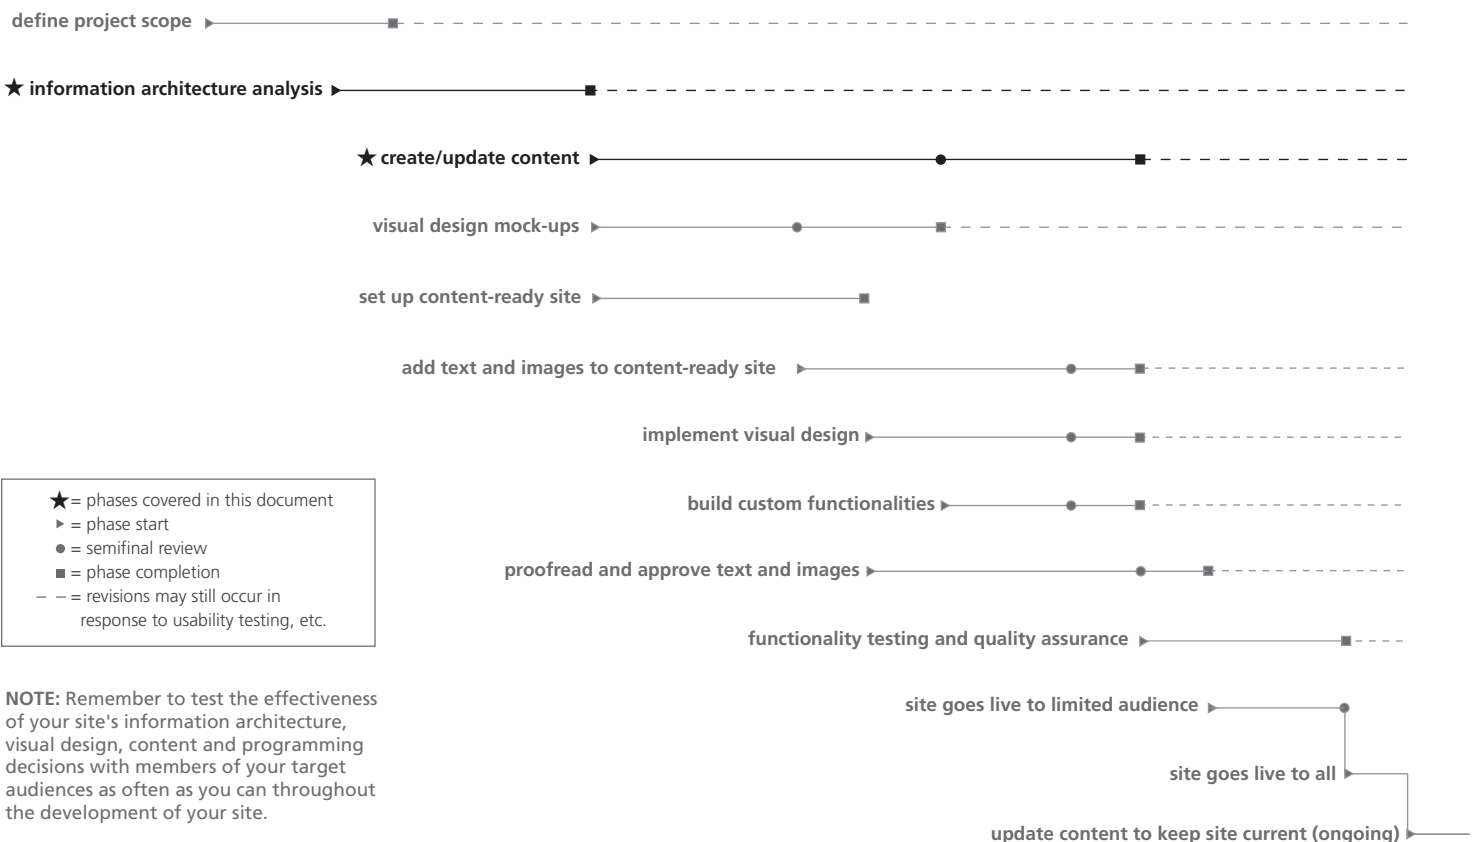 define project scope
★ information architecture analysis
★ create/update content
visual design mock-ups
set up content-ready site
add text and images to content-ready site
implement visual design
★ = phases covered in this document
▶ = phase start
● = semifinal review
■ = phase completion
– – = revisions may still occur in
response to usability testing, etc.
build custom functionalities
proofread and approve text and images
functionality testing and quality assurance
NOTE: Remember to test the effectiveness
of your site's information architecture,
visual design, content and programming
decisions with members of your target
audiences as often as you can throughout
the development of your site.
site goes live to limited audience
site goes live to all
update content to keep site current (ongoing)